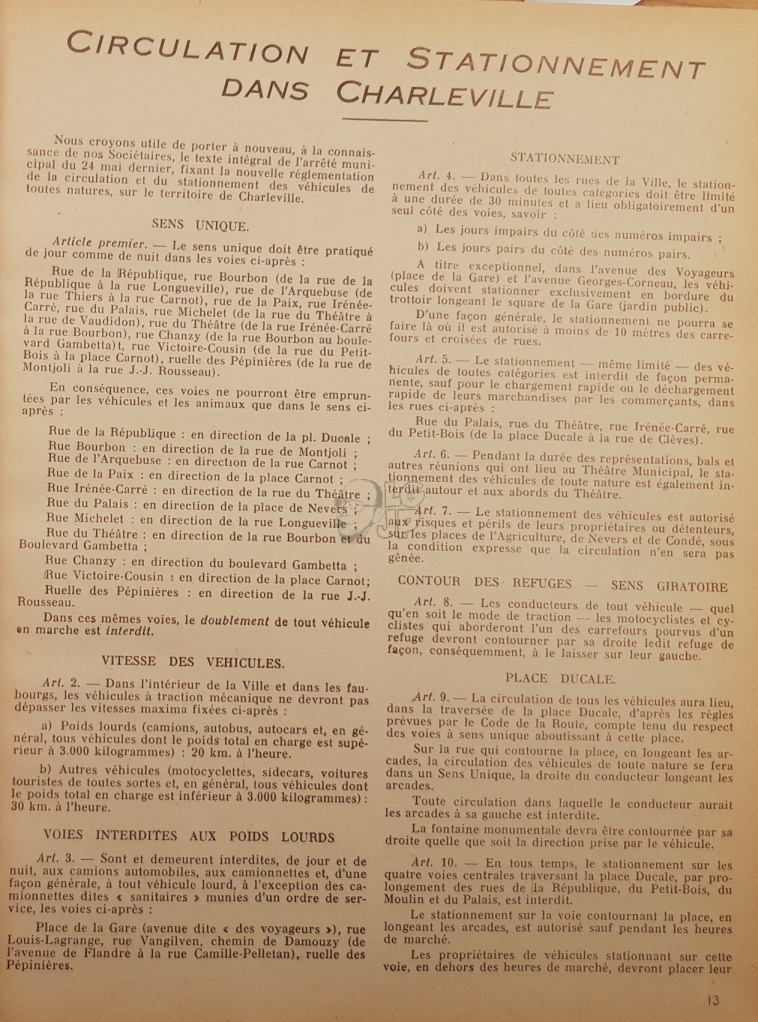 CIRCULATION ET STATIONNEMENT
DANS CHARLEVILLE
Nous croyons utile de porter à nouveau, à la connais-
sance de nos Sociétaires, le texte intégral de l'arrêté muni-
cipal du 24 mai dernier, fixant la nouvelle réglementation
de la circulation et du stationnement des véhicules de
toutes natures, sur le territoire de Charleville.
SENS UNIQUE.
Article premier. — Le sens unique doit être pratiqué
de jour comme de nuit dans les voies ci-après :
Rue de la République, rue Bourbon (de la rue de la
République à la rue Longueville), rue de l'Arquebuse (de
la rue Thiers à la rue Carnot), rue de la Paix, rue Irénée-
Carré, rue du Palais, rue Michelet (de la rue du Théâtre à
la rue de Vaudidon), rue du Théâtre (de la rue Irénée-Carré
à la rue Bourbon), rue Chanzy (de la rue Bourbon au boule-
vard Gambetta)t, rue Victoire-Cousin (de la rue du Petit-
Bois à la place Carnot), ruelle des Pépinières (de la rue de
Montjoli à la rue J.-J. Rousseau).
En conséquence, ces voies ne pourront être emprun-
tées par les véhicules et les animaux que dans le sens ci-
après :
Rue de la République : en direction de la pl. Ducale ;
Rue Bourbon : en direction de la rue de Montjoli ;
Rue de l'Arquebuse : en direction de la rue Carnot ;
Rue de la Paix : en direction de la place Carnot ;
Rue Irénée-Carré : en direction de la rue du Théâtre ;
Rue du Palais : en direction de la place de Nevers ;
Rue Michelet : en direction de la rue Longueville ;
Rue du Théâtre : en direction de la rue Bourbon et du
Boulevard Gambetta ;
Rue Chanzy : en direction du boulevard Gambetta ;
Rue Victoire-Cousin : en direction de la place Carnot;
Ruelle des Pépinières : en direction de la rue J.-J.
Rousseau.
Dans ces mêmes voies, le doublement de tout véhicule
en marche est interdit.
VITESSE DES VEHICULES.
Art. 2. — Dans l'intérieur de la Ville et dans les fau-
bourgs, les véhicules à traction mécanique ne devront pas
dépasser les vitesses maxima fixées ci-après :
a) Poids lourds (camions, autobus, autocars et, en gé-
néral, tous véhicules dont le poids total en charge est supé-
rieur à 3.000 kilogrammes) : 20 km. à l'heure.
b) Autres véhicules (motocyclettes, sidecars, voitures
touristes de toutes sortes et, en général, tous véhicules dont
le poids total en charge est inférieur à 3.000 kilogrammes) :
30 km. à l'heure.
VOIES INTERDITES AUX POIDS LOURDS
Art. 3. — Sont et demeurent interdites, de jour et de
nuit, aux camions automobiles, aux camionnettes et, d'une
façon générale, à tout véhicule lourd, à l'exception des ca-
mionnettes dites « sanitaires » munies d'un ordre de ser-
vice, les voies ci-après :
Place de la Gare (avenue dite « des voyageurs »), rue
Louis-Lagrange, rue Vangilven, chemin de Damouzy (de
l'avenue de Flandre à la rue Camille-Pelletan), ruelle des
Pépinières.
STATIONNEMENT
Art. 4. — Dans toutes les rues de la Ville, le station-
nement des véhicules de toutes catégories doit être limité
à une durée de 30 minutes et a lieu obligatoirement d'un
seul côté des voies, savoir :
a) Les jours impairs du côté des numéros impairs ;
b) Les jours pairs du côté des numéros pairs.
A titre exceptionnel, dans l'avenue des Voyageurs
(place de la Gare) et l'avenue Georges-Corneau, les véhi-
cules doivent stationner exclusivement en bordure du
trottoir longeant le square de la Gare (jardin public).
D'une façon générale, le stationnement ne pourra se
faire là où il est autorisé à moins de 10 mètres des carre-
fours et croisées de rues.
Art. 5. — Le stationnement — même limité — des vé-
hicules de toutes catégories est interdit de façon perma-
nente, sauf pour le chargement rapide ou le déchargement
rapide de leurs marchandises par les commerçants, dans
les rues ci-après :
Rue du Palais, rue du Théâtre, rue Irénée-Carré, rue
du Petit-Bois (de la place Ducale à la rue de Clèves).
Art. 6. — Pendant la durée des représentations, bals et
autres réunions qui ont lieu au Théâtre Municipal, le sta-
tionnement des véhicules de toute nature est également in-
terdit autour et aux abords du Théâtre.
Art. 7. — Le stationnement des véhicules est autorisé
aux risques et périls de leurs propriétaires ou détenteurs,
sur les places de l'Agriculture, de Nevers et de Condé, sous
la condition expresse que la circulation n'en sera pas
gênée.
CONTOUR DES REFUGES — SENS GIRATOIRE
Art. 8. — Les conducteurs de tout véhicule — quel
qu'en soit le mode de traction — les motocyclistes et cy-
clistes qui aborderont l'un des carrefours pourvus d'un
refuge devront contourner par sa droite ledit refuge de
façon, conséquemment, à le laisser sur leur gauche.
PLACE DUCALE.
Art. 9. — La circulation de tous les véhicules aura lieu,
dans la traversée de la place Ducale, d'après les règles
prévues par le Code de la Route, compte tenu du respect
des voies à sens unique aboutissant à cette place.
Sur la rue qui contourne la place, en longeant les ar-
cades, la circulation des véhicules de toute nature se fera
dans un Sens Unique, la droite du conducteur longeant les
arcades.
Toute circulation dans laquelle le conducteur aurait
les arcades à sa gauche est interdite.
La fontaine monumentale devra être contournée par sa
droite quelle que soit la direction prise par le véhicule.
Art. 10. — En tous temps, le stationnement sur les
quatre voies centrales traversant la place Ducale, par pro-
longement des rues de la République, du Petit-Bois, du
Moulin et du Palais, est interdit.
Le stationnement sur la voie contournant la place, en
longeant les arcades, est autorisé sauf pendant les heures
de marché.
Les propriétaires de véhicules stationnant sur cette
voie, en dehors des heures de marché, devront placer leur
13